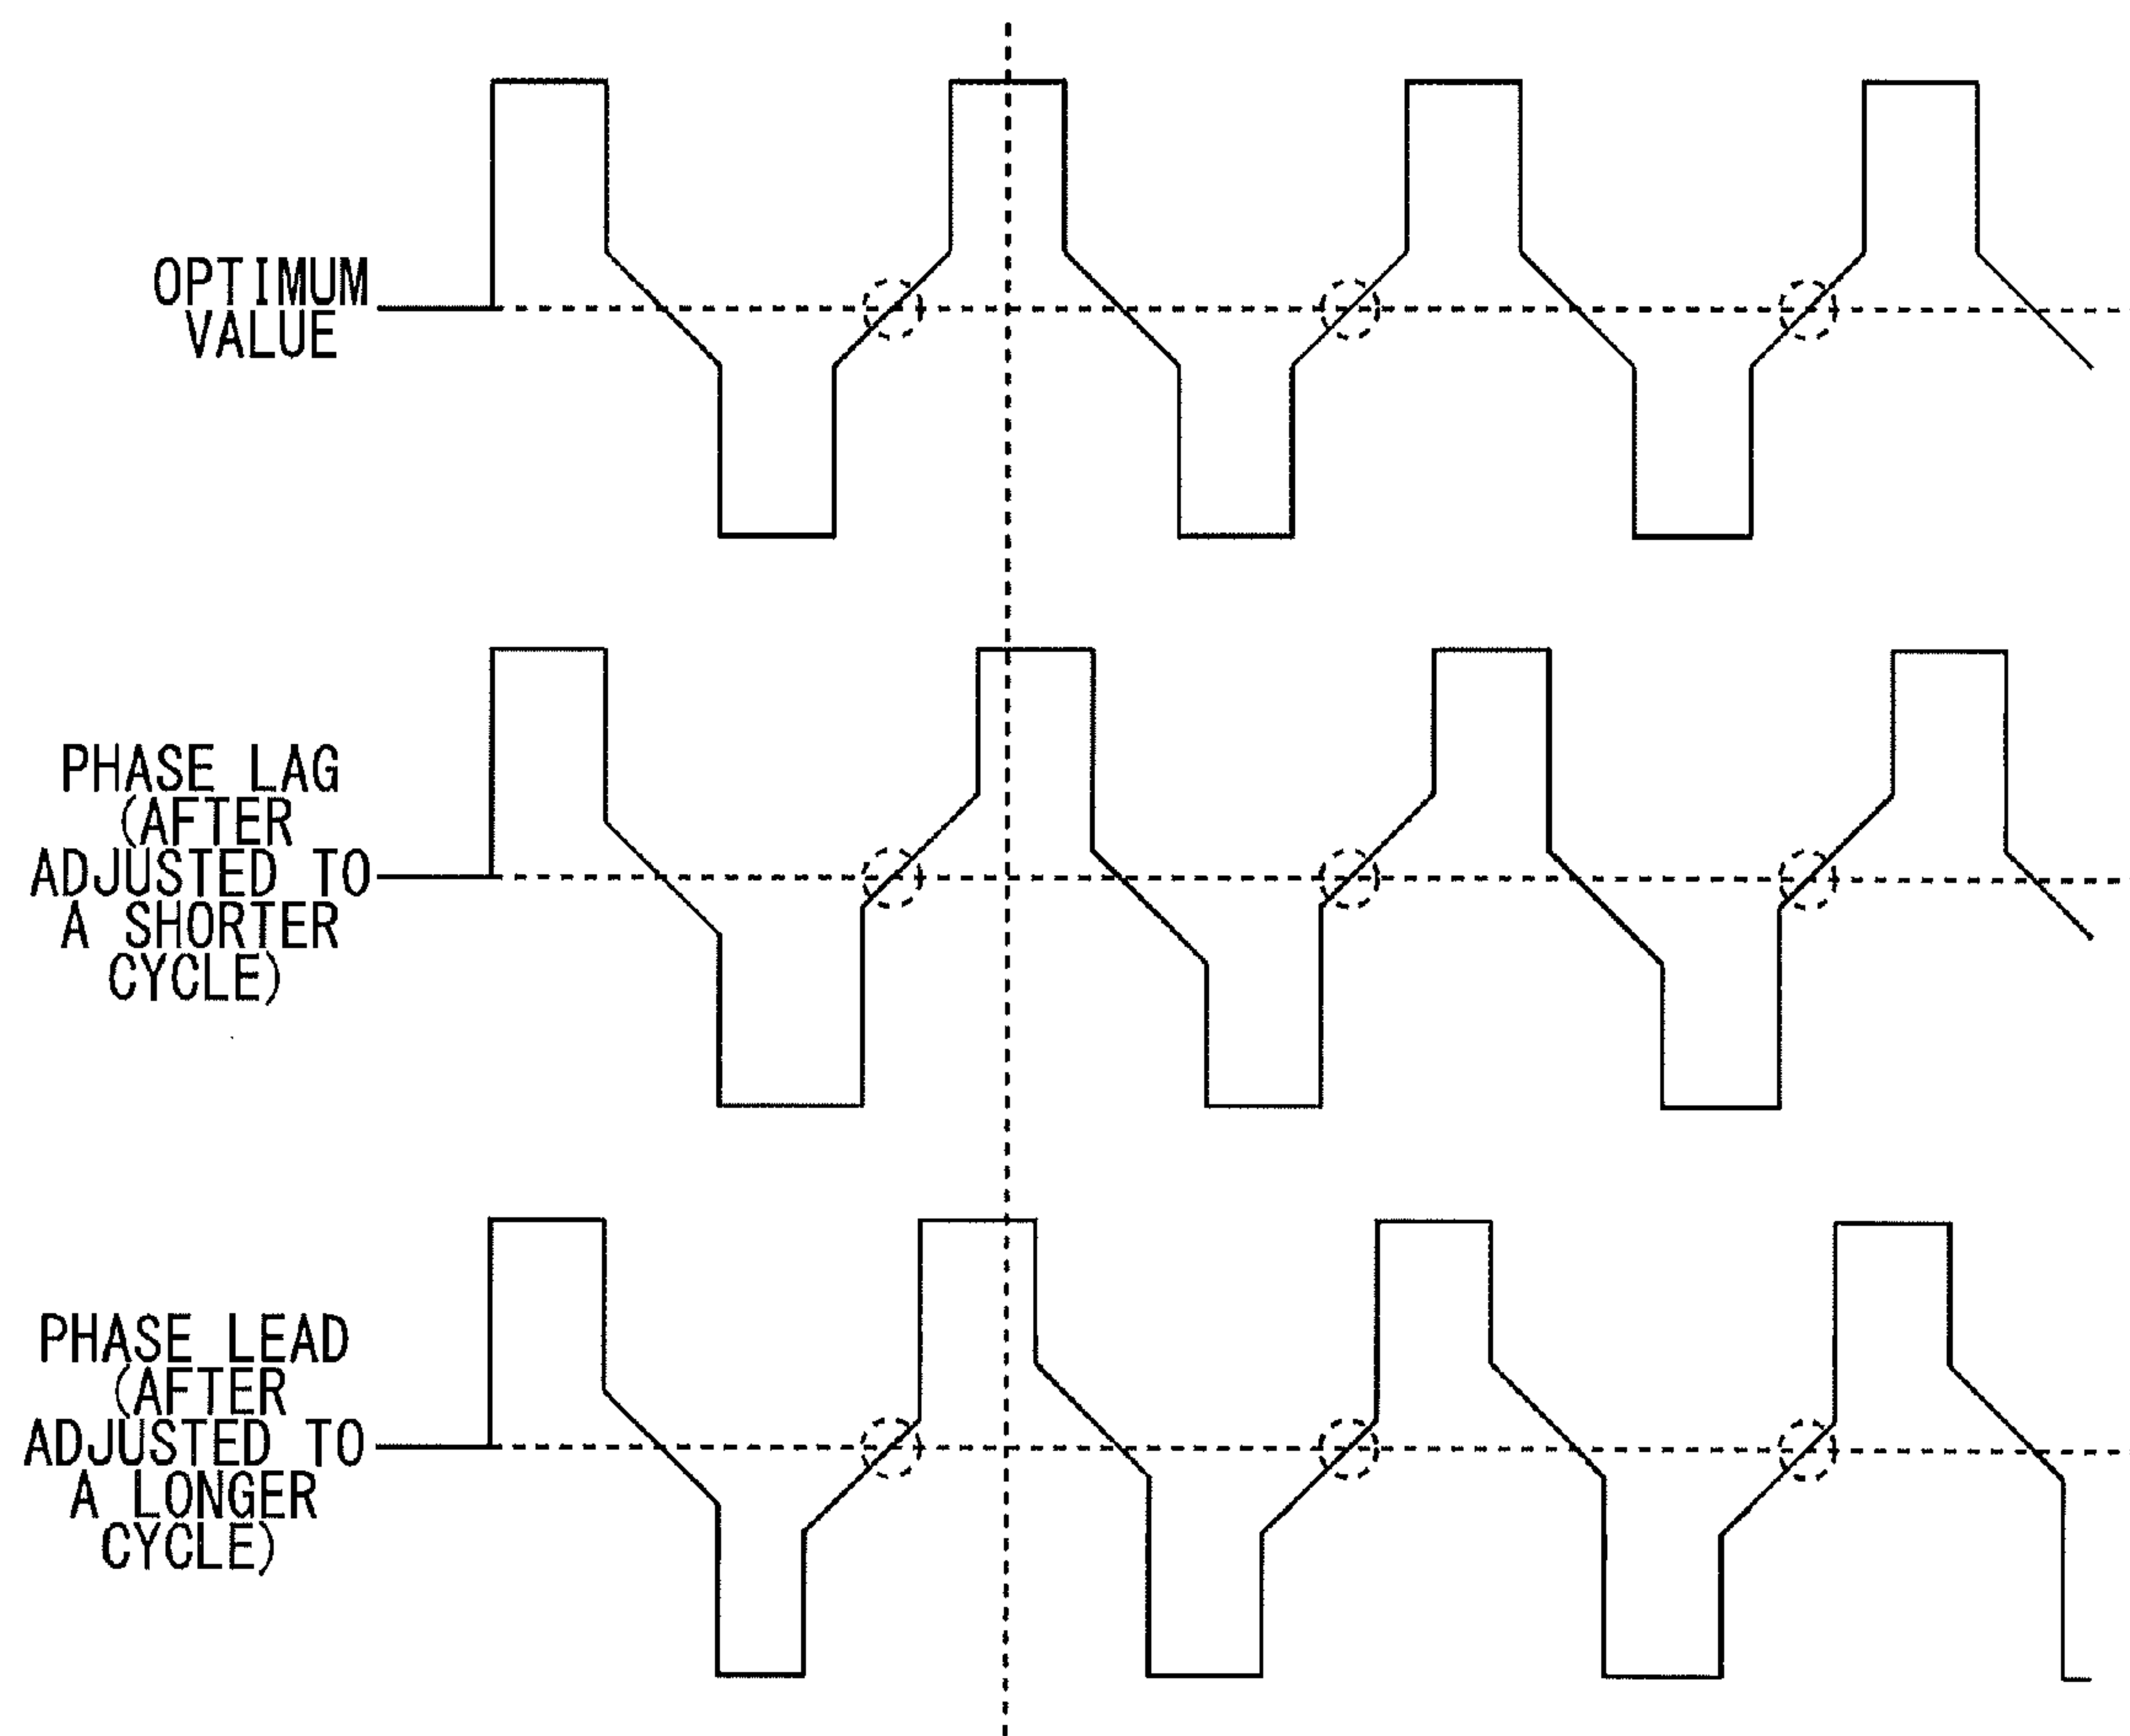 OPTIMUM
VALUE
PHASE LAG
(AFTER
ADJUSTED TO
A SHORTER
CYCLE)
PHASE LEAD
(AFTER
ADJUSTED TO
A LONGER
CYCLE)